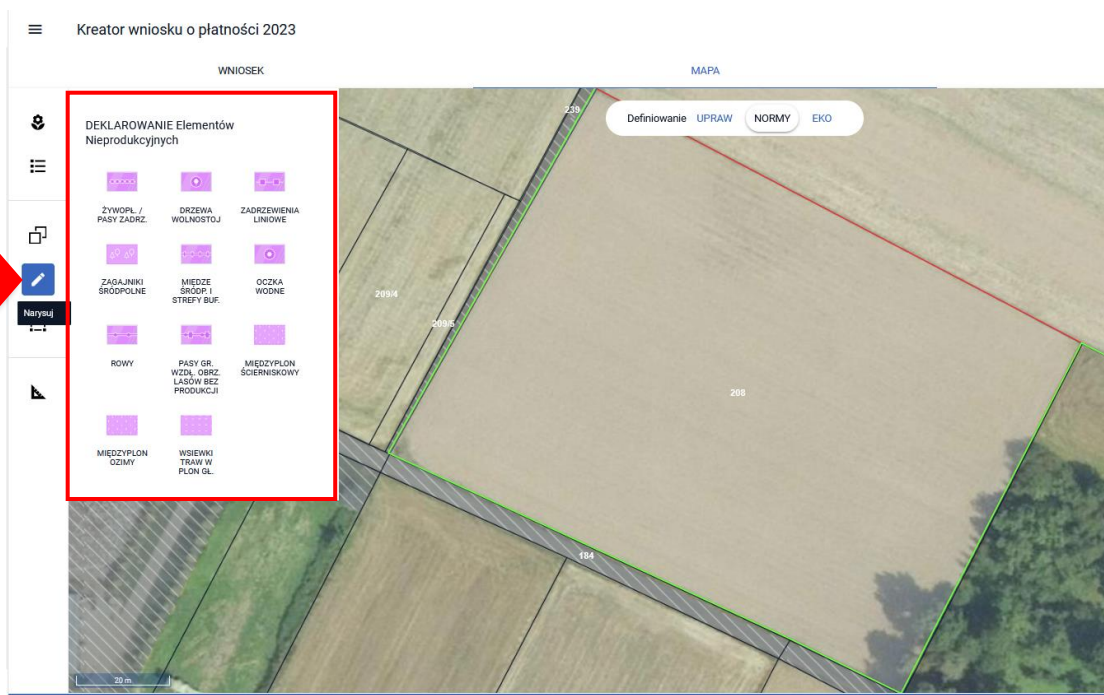 Kreator wniosku o płatności 2023
WNIOSEK
MAPA
DEKLAROWANIE Elementów
Nieprodukcyjnych
ŻYWOPŁ. /
PASY ZADRZ.
DRZEWA
WOLNOSTOJ
ZADRZEWIENIA
LINIOWE
ZAGAJNIKI
ŚRÓDPOLNE
MIĘDZE
ŚRÓDP. I
STREFY BUF.
OCZKA
WODNE
ROWY
PASY GR.
WZDŁ. OBRZ.
LASÓW BEZ
PRODUKCJI
MIĘDZYPLON
ŚCIERNISKOWY
MIĘDZYPLON
OZIMY
WSIEWKI
TRAW W
PLON GŁ.
Narysuj
Definiowanie UPRAW NORMY EKO
239
209/4
209/5
208
184
20 m